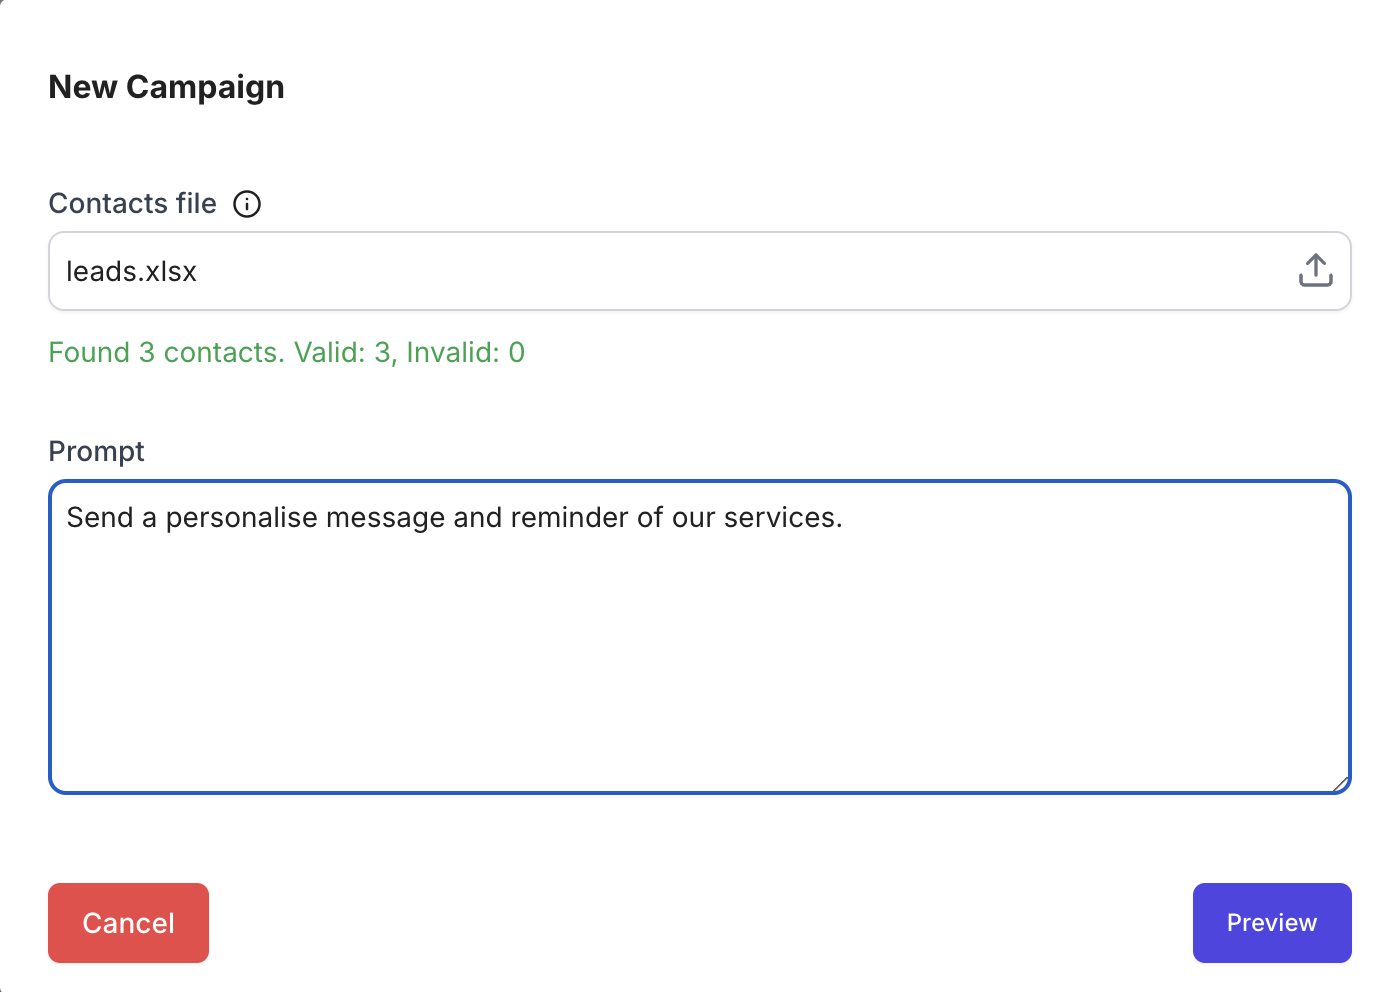 New Campaign
Contacts file
leads.xlsx
Found 3 contacts. Valid: 3, Invalid: 0
Prompt
Send a personalise message and reminder of our services.
Cancel
Preview